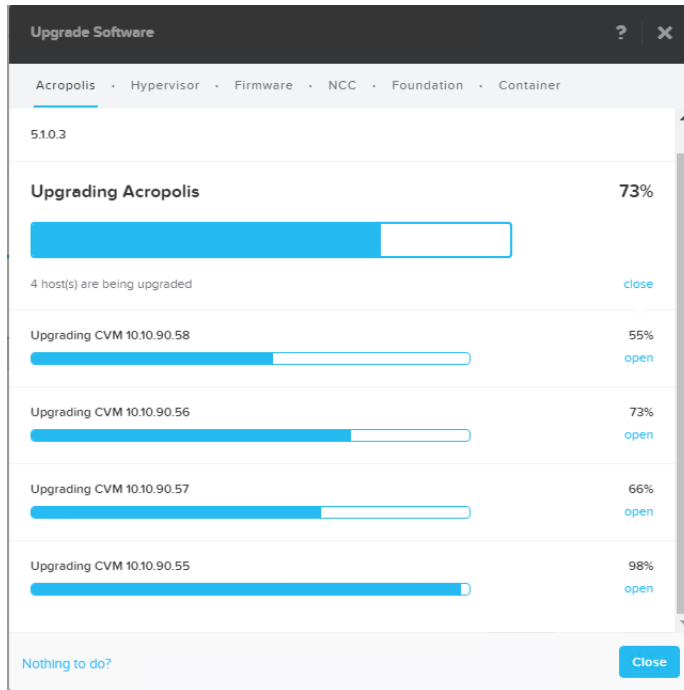 Upgrade Software ? ×
Acropolis · Hypervisor · Firmware · NCC · Foundation · Container
5.1.0.3
Upgrading Acropolis 73%
4 host(s) are being upgraded close
Upgrading CVM 10.10.90.58 55%
open
Upgrading CVM 10.10.90.56 73%
open
Upgrading CVM 10.10.90.57 66%
open
Upgrading CVM 10.10.90.55 98%
open
Nothing to do? Close